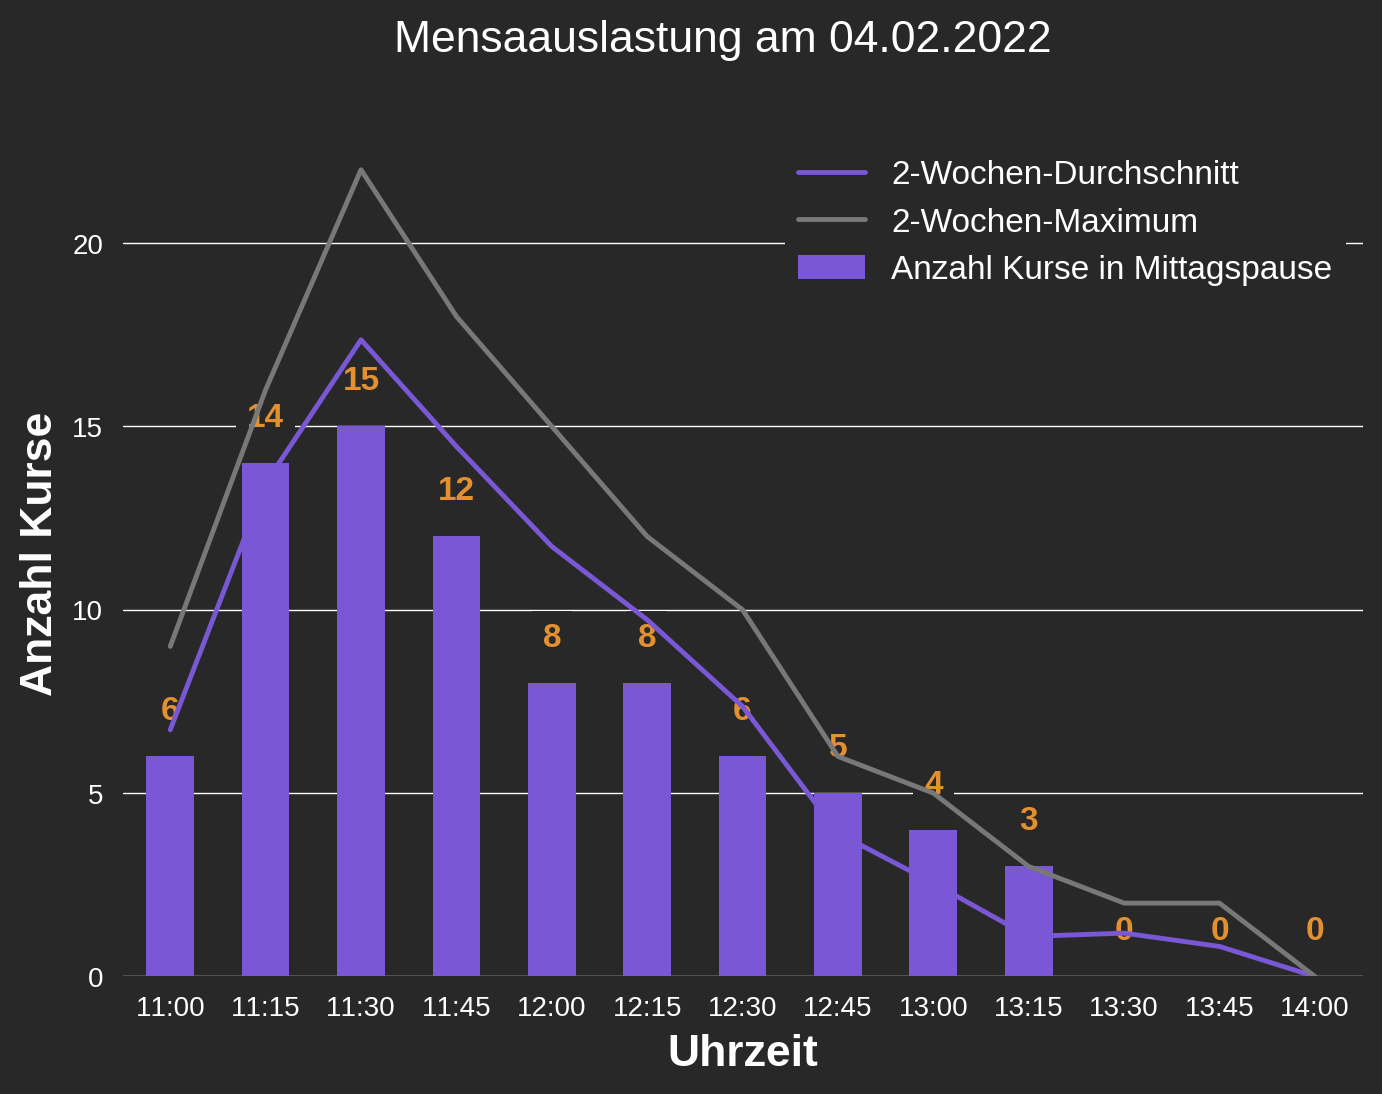 Mensaauslastung am 04.02.2022
2-Wochen-Durchschnitt
2-Wochen-Maximum
Anzahl Kurse in Mittagspause
Anzahl Kurse
20
15
10
5
0
6
14
15
12
8
8
6
5
4
3
0
0
0
11:00 11:15 11:30 11:45 12:00 12:15 12:30 12:45 13:00 13:15 13:30 13:45 14:00
Uhrzeit